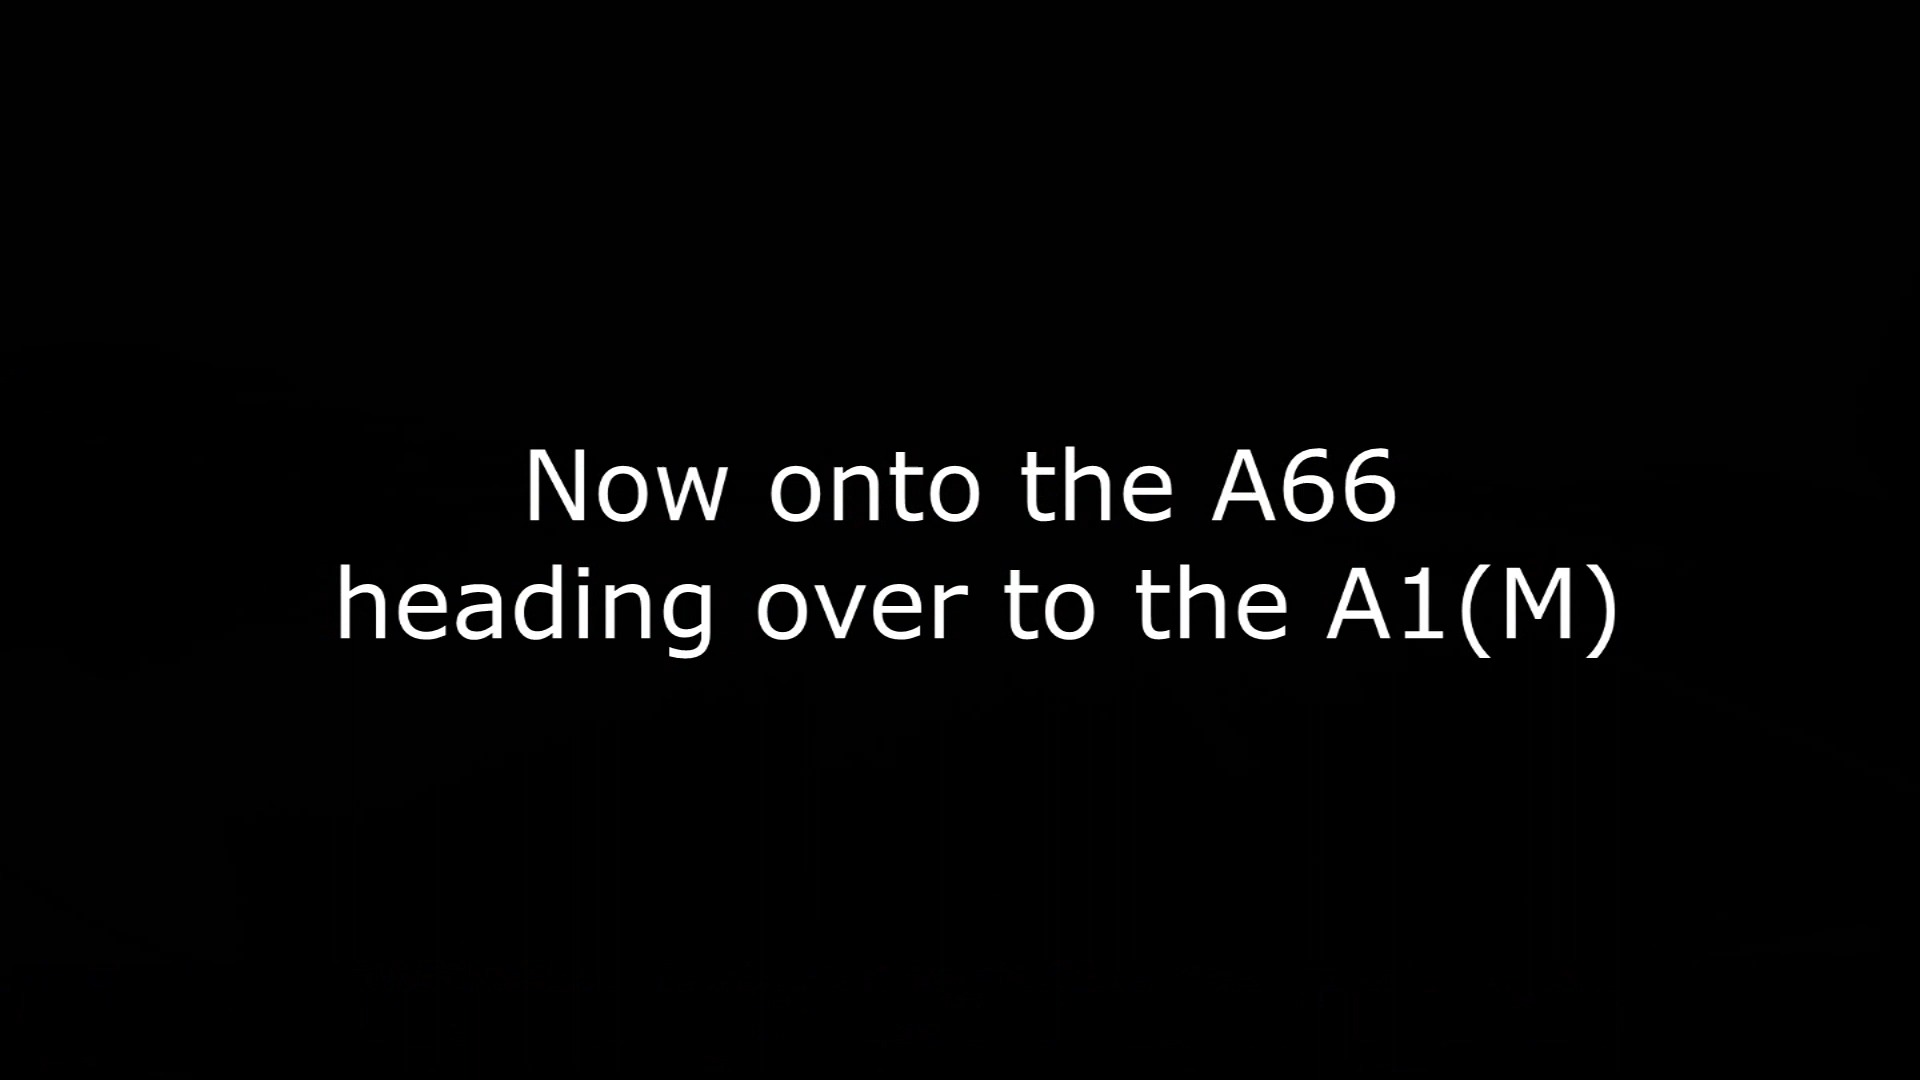 Now onto the A66
heading over to the A1(M)